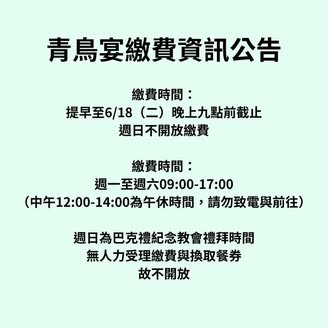 青鳥宴繳費資訊公告
繳費時間：
提早至6/18（二）晚上九點前截止
週日不開放繳費
繳費時間：
週一至週六09:00-17:00
（中午12:00-14:00為午休時間，請勿致電與前往）
週日為巴克禮紀念教會禮拜時間
無人力受理繳費與換取餐券
故不開放